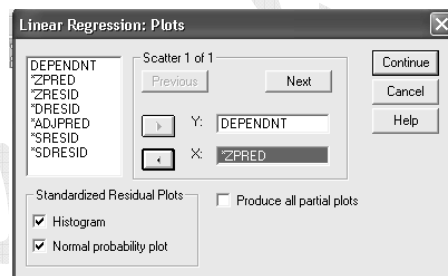 Linear Regression: Plots
DEPENDNT
*ZPRED
*ZRESID
*DRESID
*ADJPRED
*SRESID
*SDRESID
Scatter 1 of 1
Previous
Next
Y: DEPENDNT
X: *ZPRED
Continue
Cancel
Help
Standardized Residual Plots
Histogram
Normal probability plot
Produce all partial plots